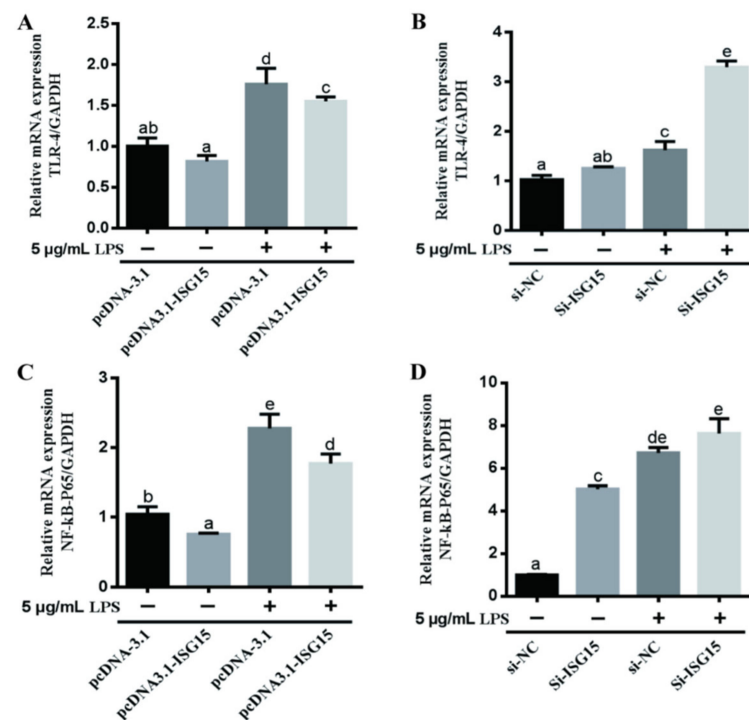 A
Relative mRNA expression
TLR-4/GAPDH
2.5
2.0
1.5
1.0
0.5
0.0
ab
a
d
c
5 µg/mL LPS − − + +
pcDNA-3.1
pcDNA3.1-ISG15
pcDNA-3.1
pcDNA3.1-ISG15
B
Relative mRNA expression
TLR-4/GAPDH
4
3
2
1
0
a
ab
c
e
5 µg/mL LPS − − + +
si-NC
Si-ISG15
si-NC
Si-ISG15
C
Relative mRNA expression
NF-kB-P65/GAPDH
3
2
1
0
b
a
e
d
5 µg/mL LPS − − + +
pcDNA-3.1
pcDNA3.1-ISG15
pcDNA-3.1
pcDNA3.1-ISG15
D
Relative mRNA expression
NF-kB-P65/GAPDH
10
8
6
4
2
0
a
c
de
e
5 µg/mL LPS − − + +
si-NC
Si-ISG15
si-NC
Si-ISG15